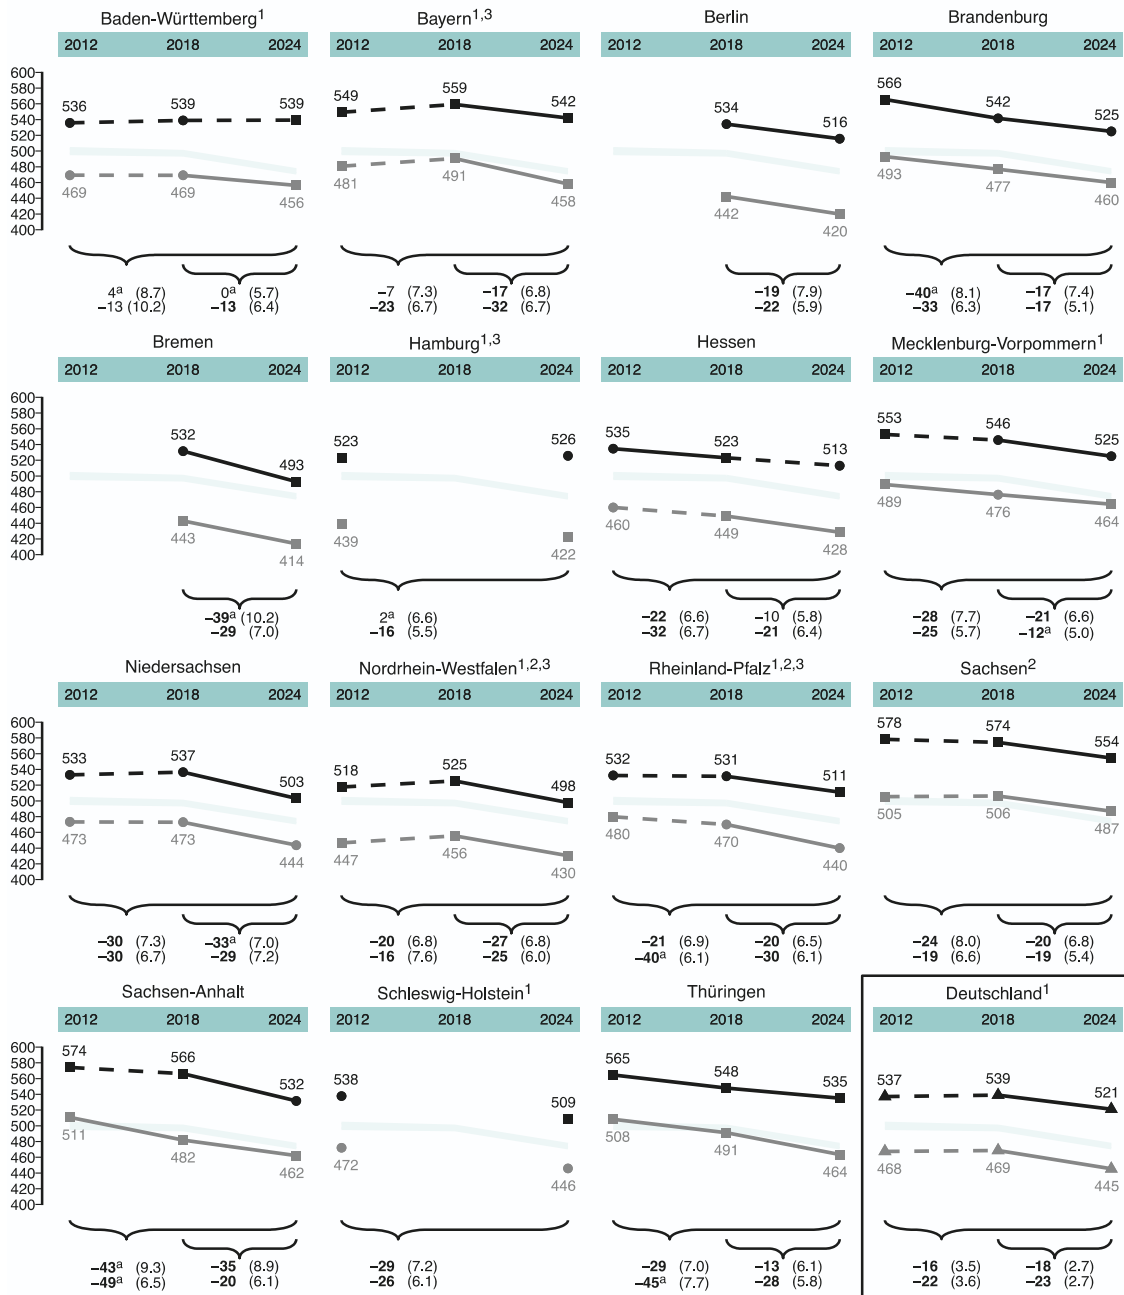 Baden-Württemberg¹ Bayern¹,³ Berlin Brandenburg
2012 2018 2024 2012 2018 2024 2012 2018 2024 2012 2018 2024
600
580
560
540
520
500
480
460
440
420
400
536 539 539 549 559 542 534 516 566 542 525
469 469 456 481 491 458 442 420 493 477 460
4ᵃ (8.7) 0ᵃ (5.7) –7 (7.3) –17 (6.8) –19 (7.9) –40ᵃ (8.1) –17 (7.4)
–13 (10.2) –13 (6.4) –23 (6.7) –32 (6.7) –22 (5.9) –33 (6.3) –17 (5.1)
Bremen Hamburg¹,³ Hessen Mecklenburg-Vorpommern¹
2012 2018 2024 2012 2018 2024 2012 2018 2024 2012 2018 2024
600
580
560
540
520
500
480
460
440
420
400
532 493 523 526 535 523 513 553 546 525
443 414 439 422 460 449 428 489 476 464
–39ᵃ (10.2) 2ᵃ (6.6) –22 (6.6) –10 (5.8) –28 (7.7) –21 (6.6)
–29 (7.0) –16 (5.5) –32 (6.7) –21 (6.4) –25 (5.7) –12ᵃ (5.0)
Niedersachsen Nordrhein-Westfalen¹,²,³ Rheinland-Pfalz¹,²,³ Sachsen²
2012 2018 2024 2012 2018 2024 2012 2018 2024 2012 2018 2024
600
580
560
540
520
500
480
460
440
420
400
533 537 503 518 525 498 532 531 511 578 574 554
473 473 444 447 456 430 480 470 440 505 506 487
–30 (7.3) –33ᵃ (7.0) –20 (6.8) –27 (6.8) –21 (6.9) –20 (6.5) –24 (8.0) –20 (6.8)
–30 (6.7) –29 (7.2) –16 (7.6) –25 (6.0) –40ᵃ (6.1) –30 (6.1) –19 (6.6) –19 (5.4)
Sachsen-Anhalt Schleswig-Holstein¹ Thüringen Deutschland¹
2012 2018 2024 2012 2018 2024 2012 2018 2024 2012 2018 2024
600
580
560
540
520
500
480
460
440
420
400
574 566 532 538 509 565 548 535 537 539 521
511 482 462 472 446 508 491 464 468 469 445
–43ᵃ (9.3) –35 (8.9) –29 (7.2) –29 (7.0) –13 (6.1) –16 (3.5) –18 (2.7)
–49ᵃ (6.5) –20 (6.1) –26 (6.1) –45ᵃ (7.7) –28 (5.8) –22 (3.6) –23 (2.7)